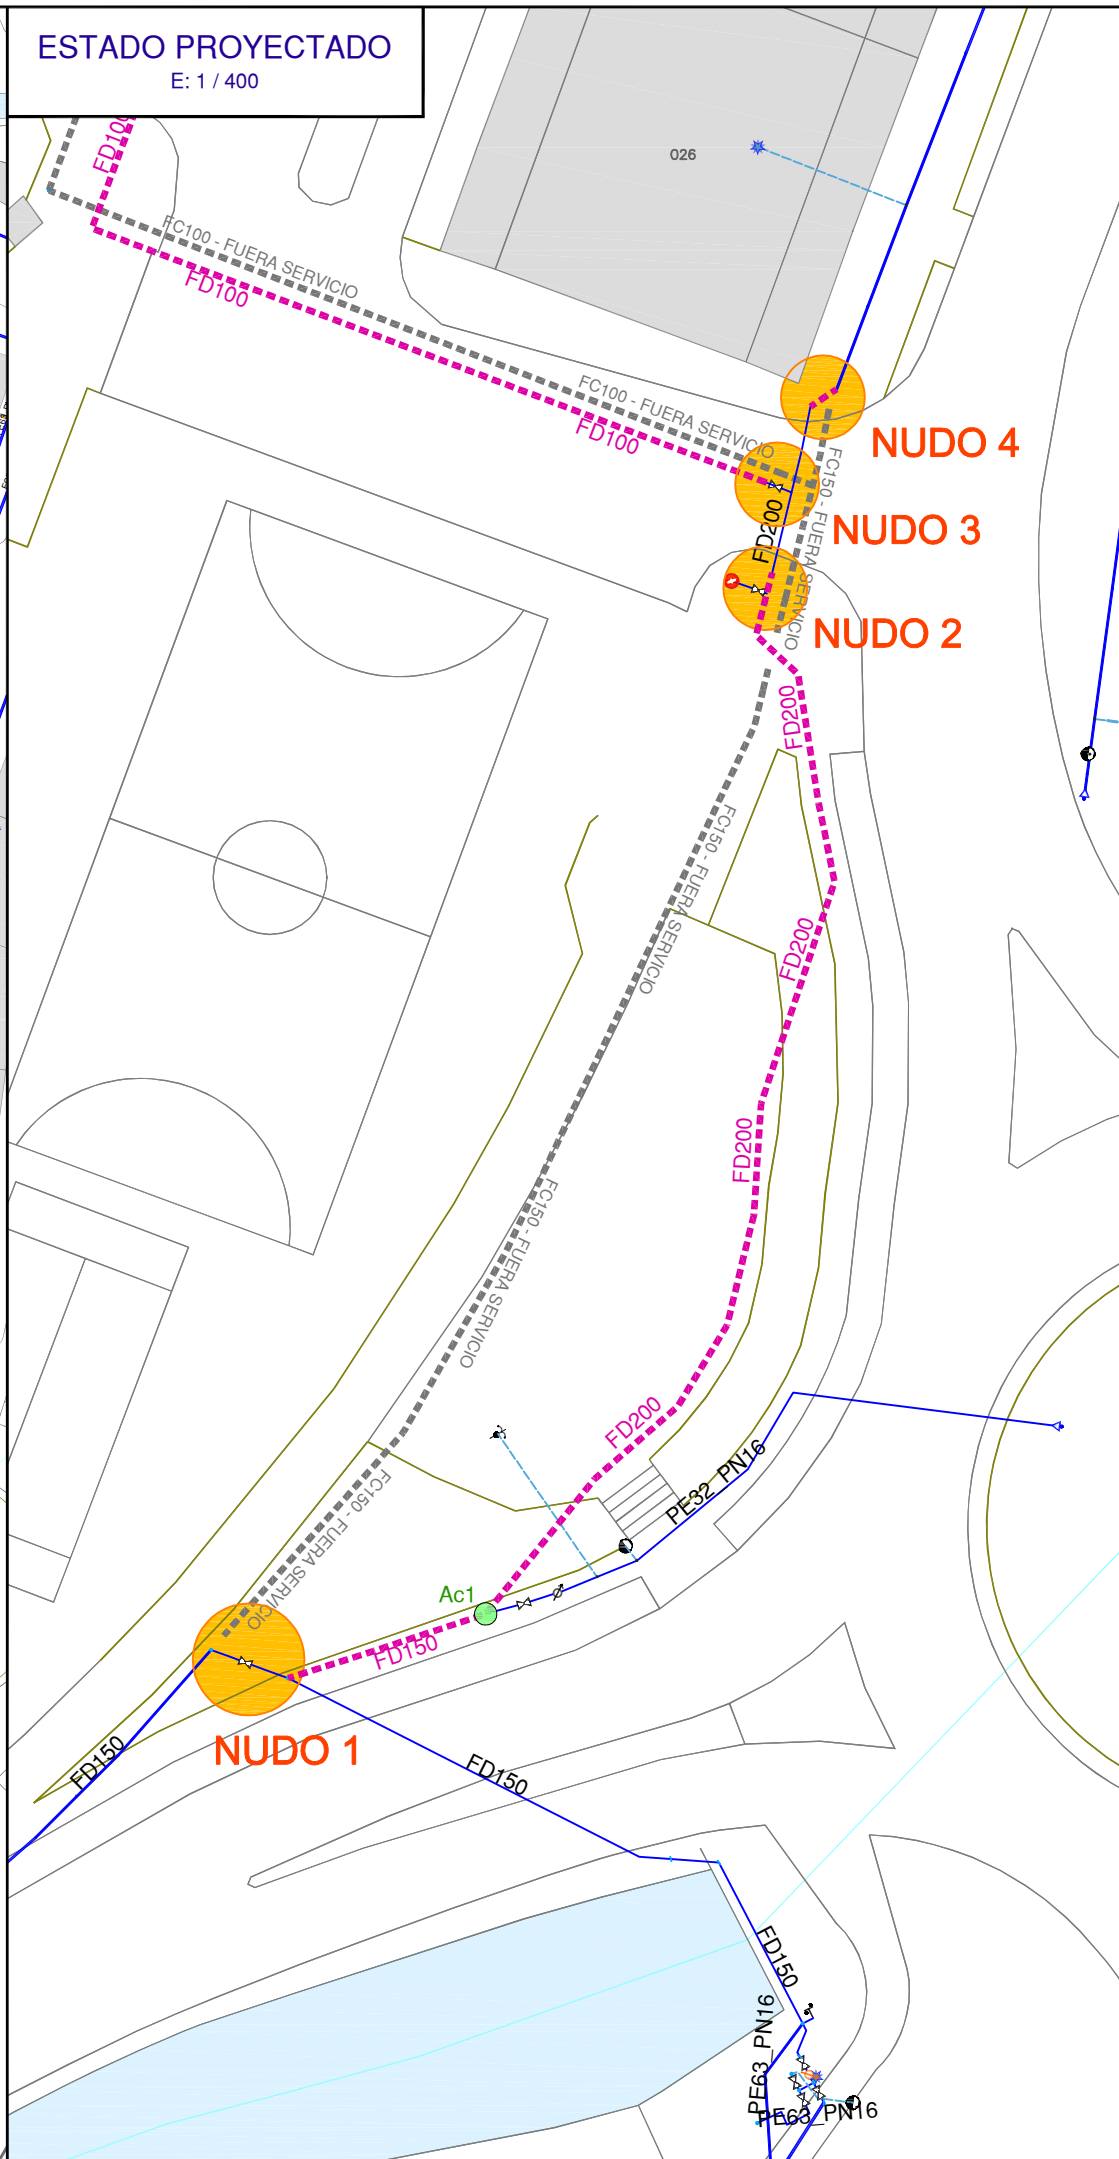 ESTADO PROYECTADO
E: 1 / 400
FD100
026
FC100 - FUERA SERVICIO
FD100
FC100 - FUERA SERVICIO
FD100
NUDO 4
FC150 - FUERA SERVICIO
FD200
NUDO 3
NUDO 2
FD200
FC150 - FUERA SERVICIO
FD200
FD200
FC150 - FUERA SERVICIO
FD200
PE32_PN16
FC150 - FUERA SERVICIO
Ac1
FD150
NUDO 1
FD150
FD150
FD150
PE63_PN16
PE63_PN16